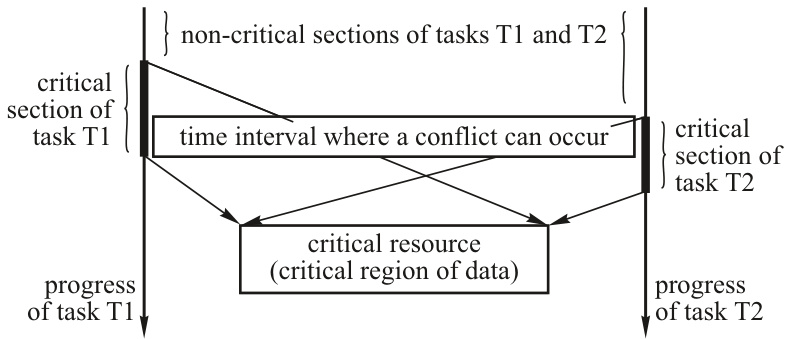 non-critical sections of tasks T1 and T2
critical
section of
task T1
time interval where a conflict can occur
critical
section of
task T2
critical resource
(critical region of data)
progress
of task T1
progress
of task T2